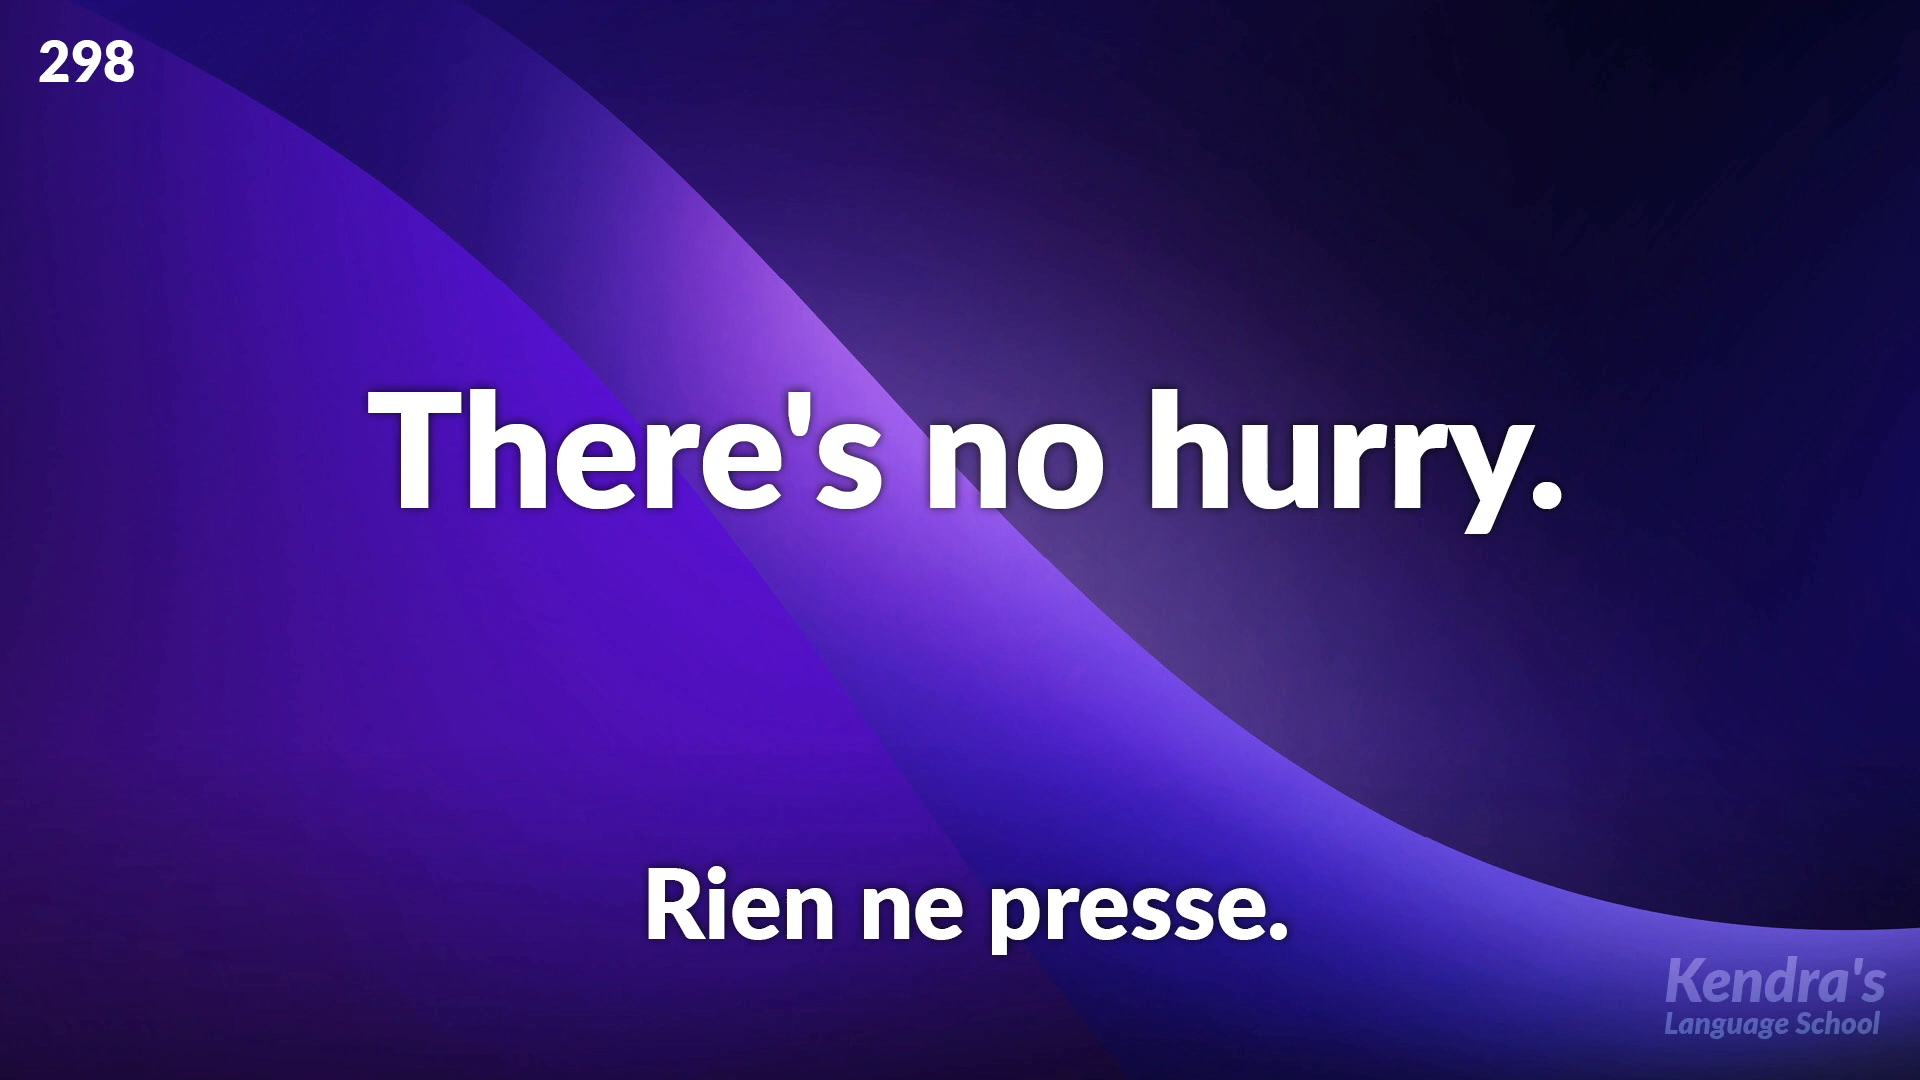 298
There's no hurry.
Rien ne presse.
Kendra's
Language School